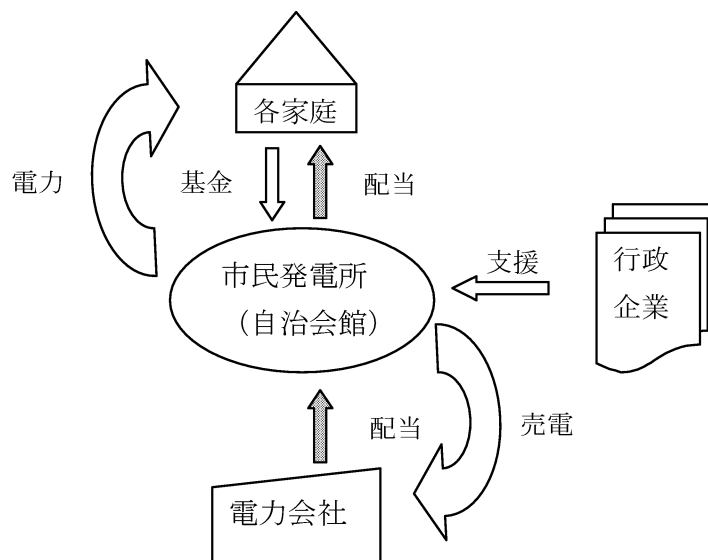 各家庭
電力
基金
配当
市民発電所
（自治会館）
支援
行政
企業
配当
売電
電力会社